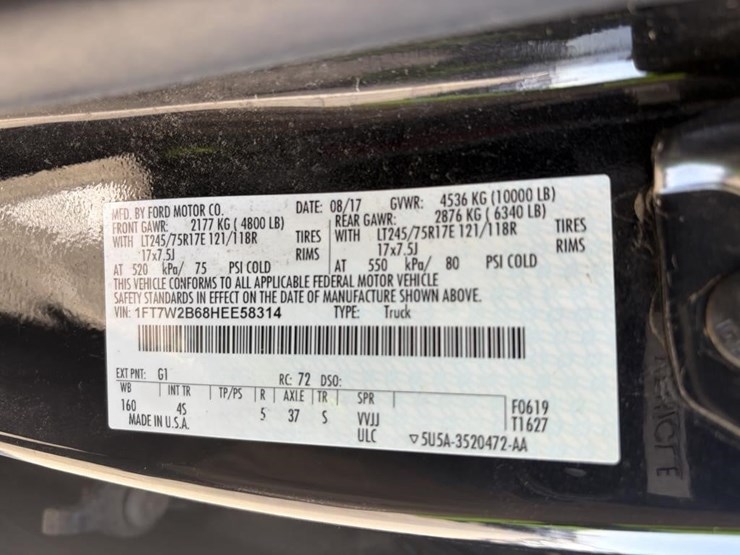 MFD. BY FORD MOTOR CO. DATE: 08/17 GVWR: 4536 KG (10000 LB)
FRONT GAWR: 2177 KG ( 4800 LB) REAR GAWR: 2876 KG ( 6340 LB)
WITH LT245/75R17E 121/118R TIRES WITH LT245/75R17E 121/118R TIRES
17x7.5J RIMS 17x7.5J RIMS
AT 520 kPa/ 75 PSI COLD AT 550 kPa/ 80 PSI COLD
THIS VEHICLE CONFORMS TO ALL APPLICABLE FEDERAL MOTOR VEHICLE
SAFETY STANDARDS IN EFFECT ON THE DATE OF MANUFACTURE SHOWN ABOVE.
VIN: 1FT7W2B68HEE58314 TYPE: Truck
EXT PNT: G1 RC: 72 DSO:
WB INT TR TP/PS R AXLE TR SPR
160 4S 5 37 S VVJJ F0619
MADE IN U.S.A. ULC T1627
▽5U5A-3520472-AA